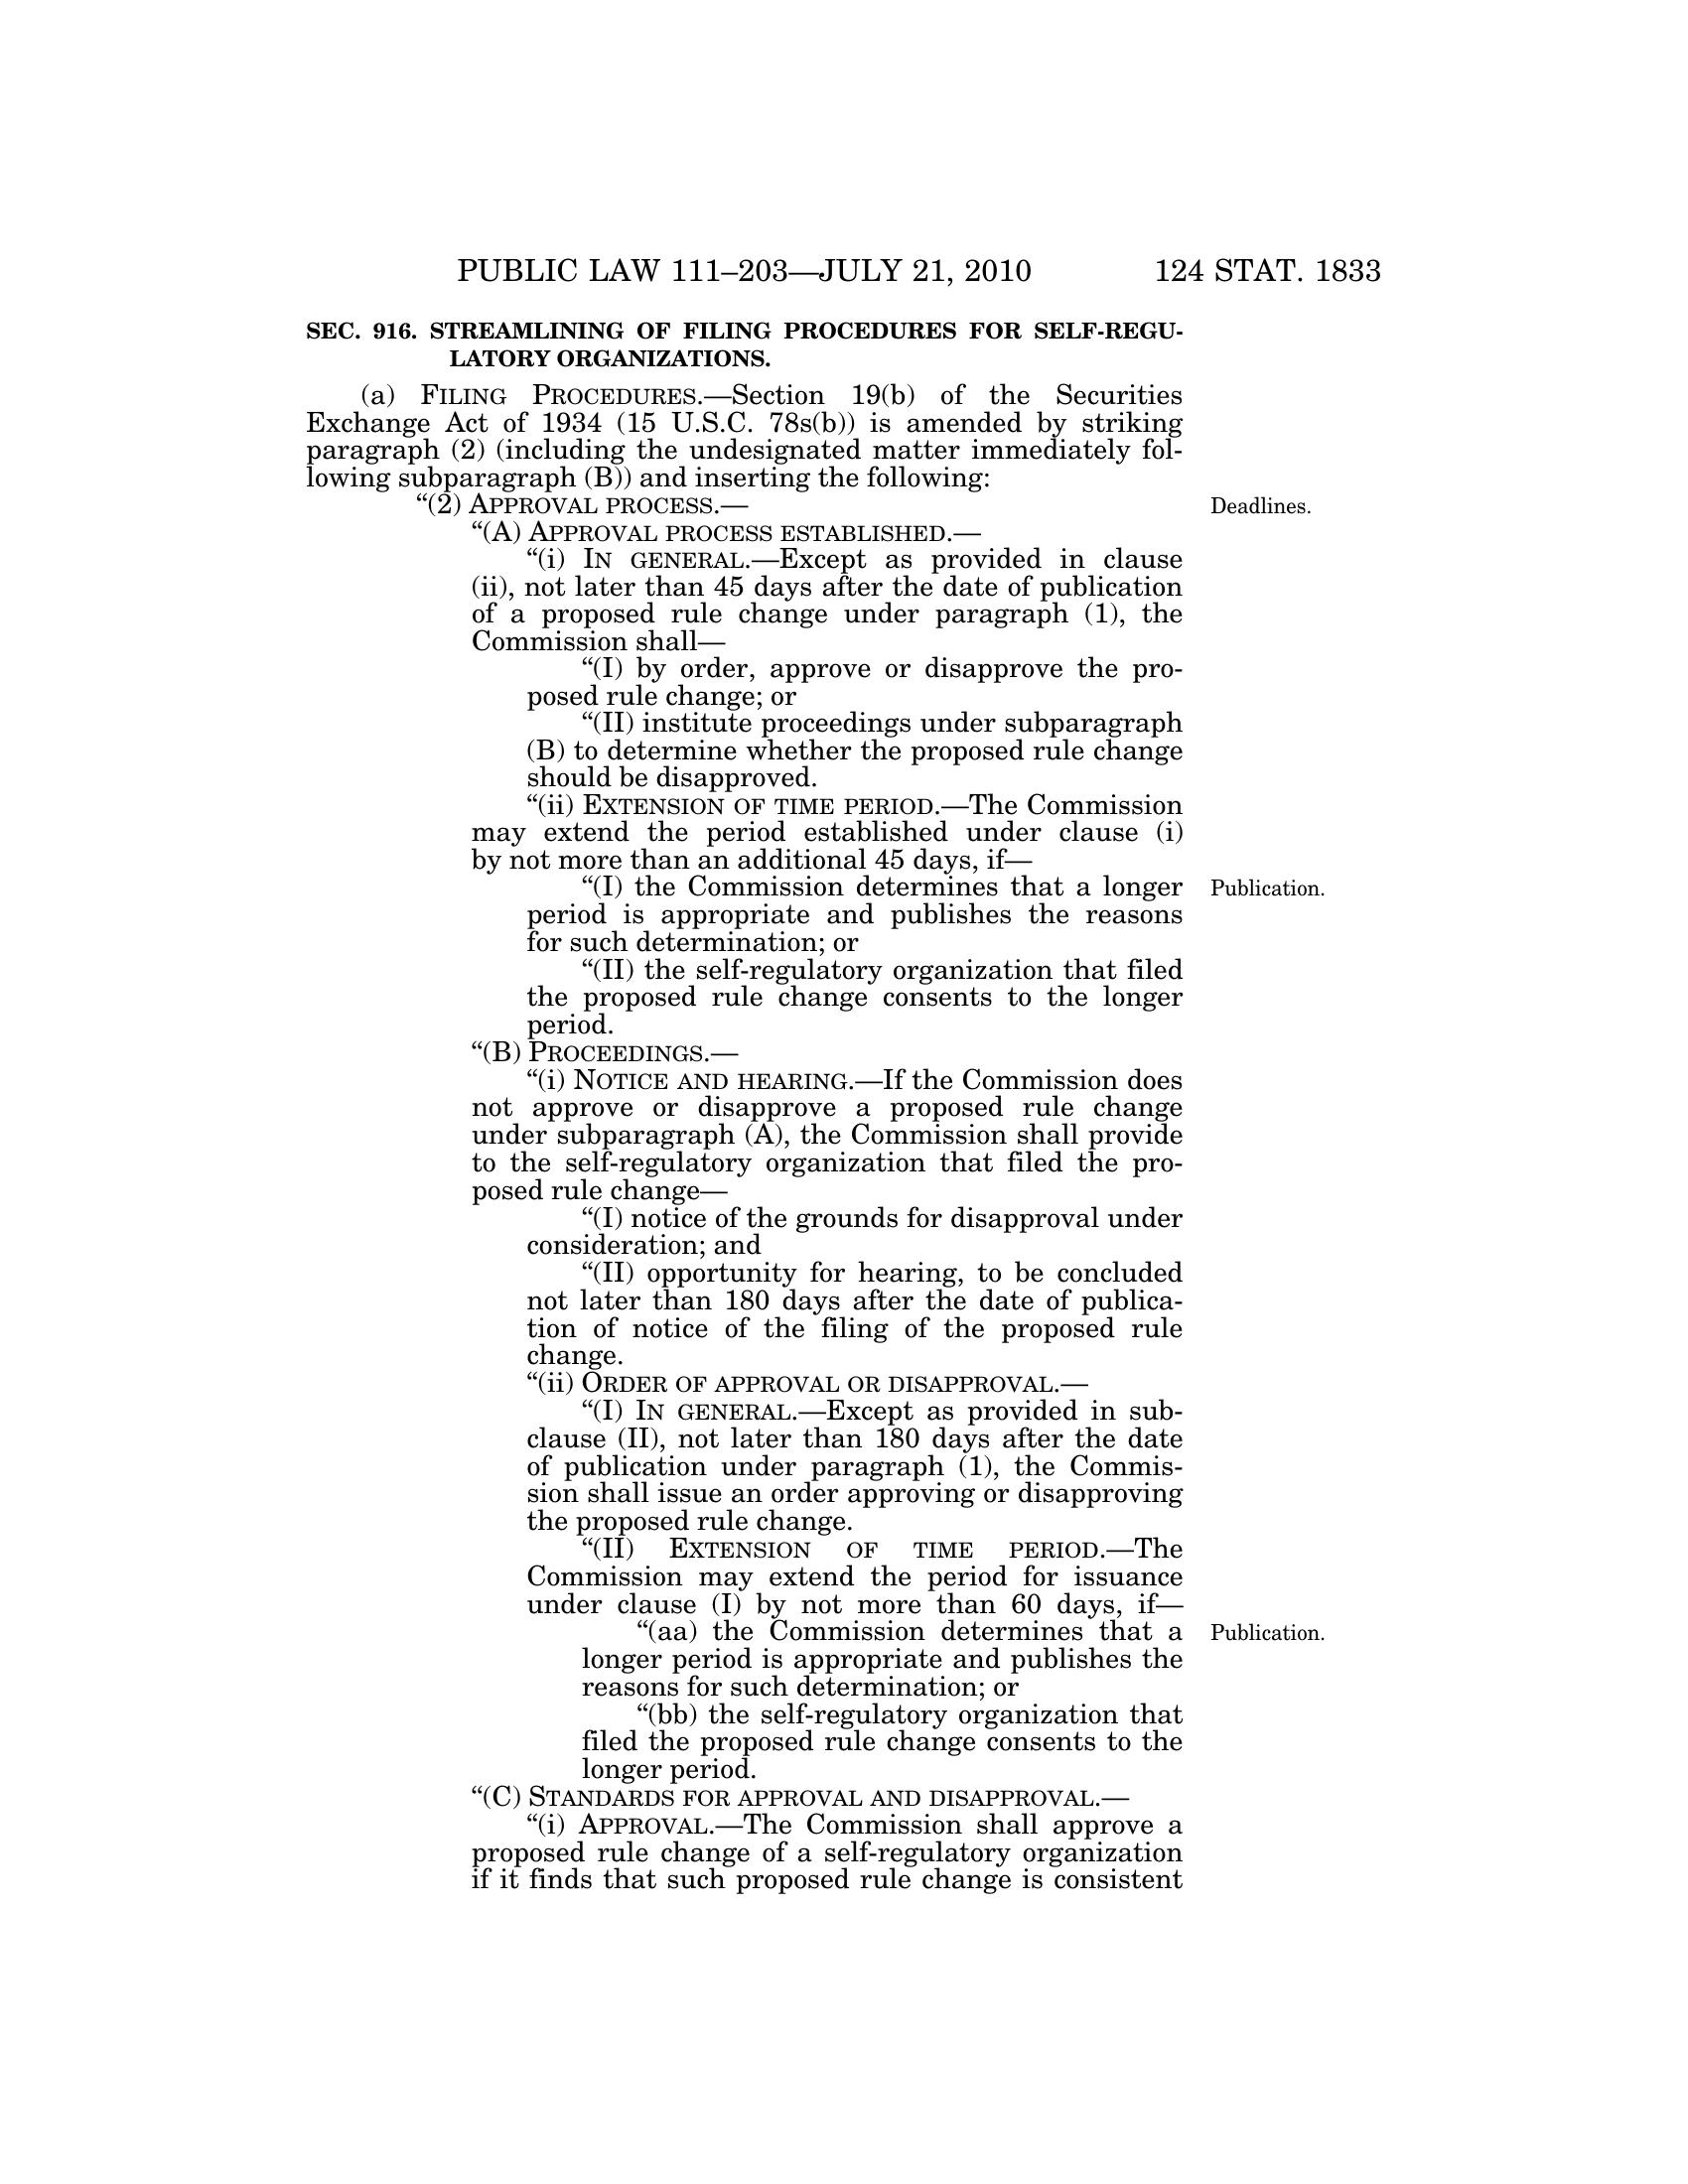 PUBLIC LAW 111–203—JULY 21, 2010 124 STAT. 1833
SEC. 916. STREAMLINING OF FILING PROCEDURES FOR SELF-REGU-
LATORY ORGANIZATIONS.
(a) FILING PROCEDURES.—Section 19(b) of the Securities
Exchange Act of 1934 (15 U.S.C. 78s(b)) is amended by striking
paragraph (2) (including the undesignated matter immediately fol-
lowing subparagraph (B)) and inserting the following:
“(2) APPROVAL PROCESS.—
Deadlines.
“(A) APPROVAL PROCESS ESTABLISHED.—
“(i) IN GENERAL.—Except as provided in clause
(ii), not later than 45 days after the date of publication
of a proposed rule change under paragraph (1), the
Commission shall—
“(I) by order, approve or disapprove the pro-
posed rule change; or
“(II) institute proceedings under subparagraph
(B) to determine whether the proposed rule change
should be disapproved.
“(ii) EXTENSION OF TIME PERIOD.—The Commission
may extend the period established under clause (i)
by not more than an additional 45 days, if—
“(I) the Commission determines that a longer
Publication.
period is appropriate and publishes the reasons
for such determination; or
“(II) the self-regulatory organization that filed
the proposed rule change consents to the longer
period.
“(B) PROCEEDINGS.—
“(i) NOTICE AND HEARING.—If the Commission does
not approve or disapprove a proposed rule change
under subparagraph (A), the Commission shall provide
to the self-regulatory organization that filed the pro-
posed rule change—
“(I) notice of the grounds for disapproval under
consideration; and
“(II) opportunity for hearing, to be concluded
not later than 180 days after the date of publica-
tion of notice of the filing of the proposed rule
change.
“(ii) ORDER OF APPROVAL OR DISAPPROVAL.—
“(I) IN GENERAL.—Except as provided in sub-
clause (II), not later than 180 days after the date
of publication under paragraph (1), the Commis-
sion shall issue an order approving or disapproving
the proposed rule change.
“(II) EXTENSION OF TIME PERIOD.—The
Commission may extend the period for issuance
under clause (I) by not more than 60 days, if—
“(aa) the Commission determines that a
Publication.
longer period is appropriate and publishes the
reasons for such determination; or
“(bb) the self-regulatory organization that
filed the proposed rule change consents to the
longer period.
“(C) STANDARDS FOR APPROVAL AND DISAPPROVAL.—
“(i) APPROVAL.—The Commission shall approve a
proposed rule change of a self-regulatory organization
if it finds that such proposed rule change is consistent